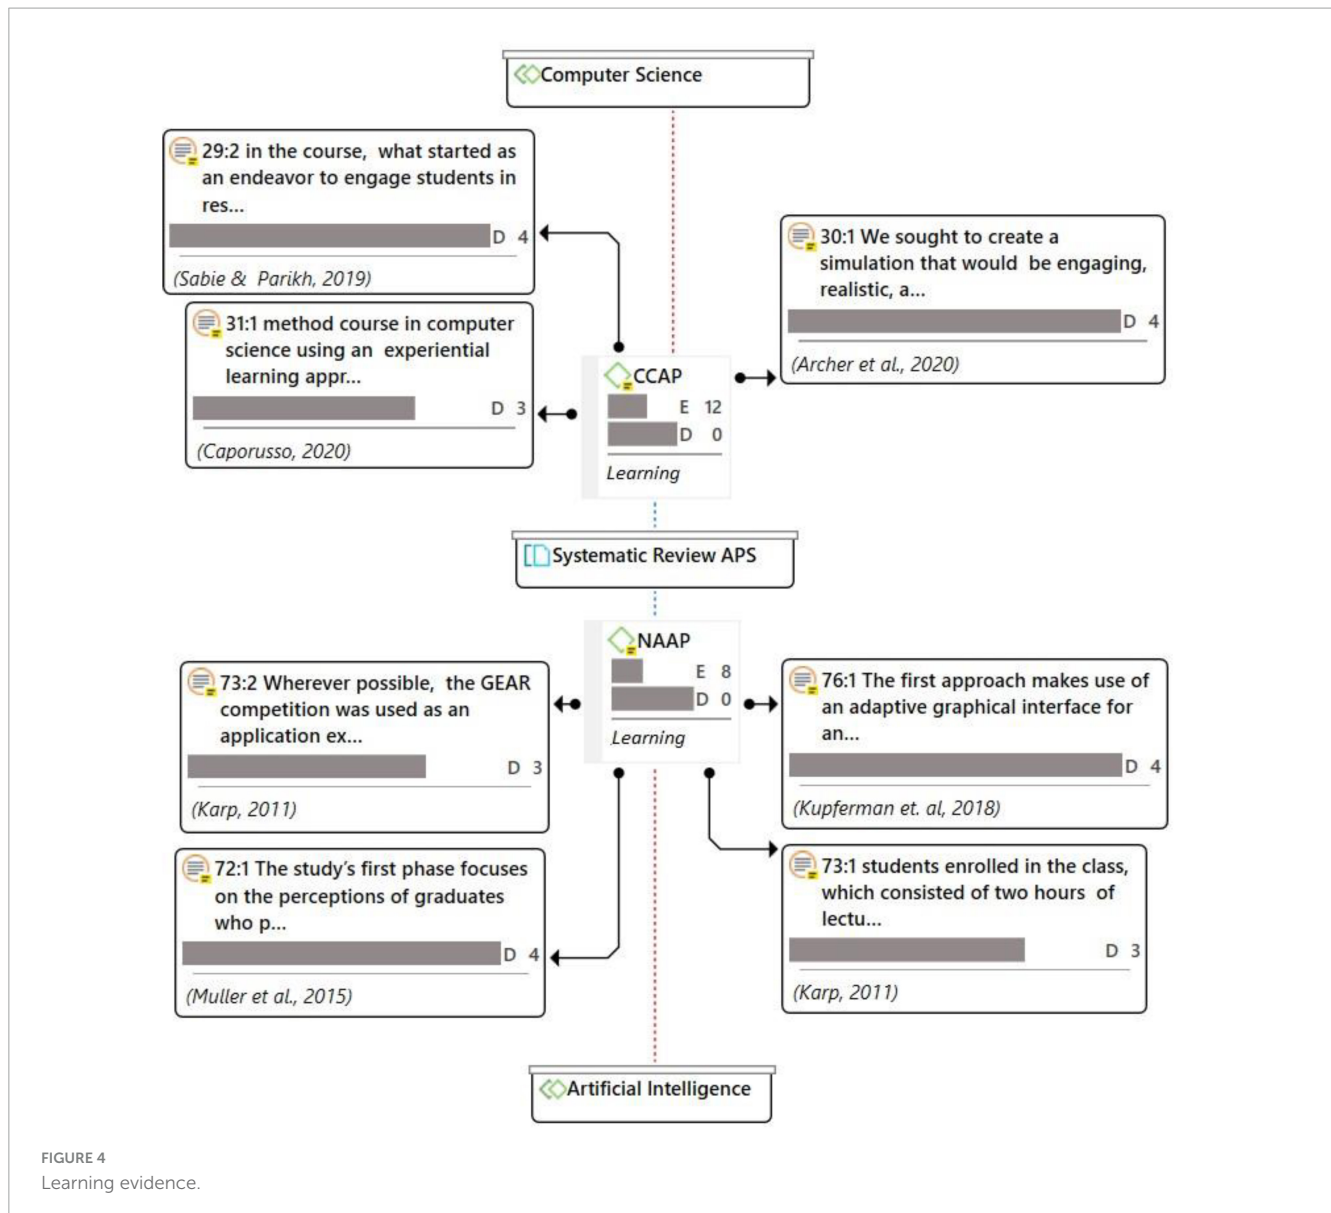 Computer Science
29:2 in the course, what started as
an endeavor to engage students in
res...
D 4
(Sabie & Parikh, 2019)
30:1 We sought to create a
simulation that would be engaging,
realistic, a...
D 4
(Archer et al., 2020)
31:1 method course in computer
science using an experiential
learning appr...
D 3
(Caporusso, 2020)
CCAP
E 12
D 0
Learning
Systematic Review APS
NAAP
E 8
D 0
Learning
73:2 Wherever possible, the GEAR
competition was used as an
application ex...
D 3
(Karp, 2011)
76:1 The first approach makes use of
an adaptive graphical interface for
an...
D 4
(Kupferman et. al, 2018)
72:1 The study's first phase focuses
on the perceptions of graduates
who p...
D 4
(Muller et al., 2015)
73:1 students enrolled in the class,
which consisted of two hours of
lectu...
D 3
(Karp, 2011)
Artificial Intelligence
FIGURE 4
Learning evidence.